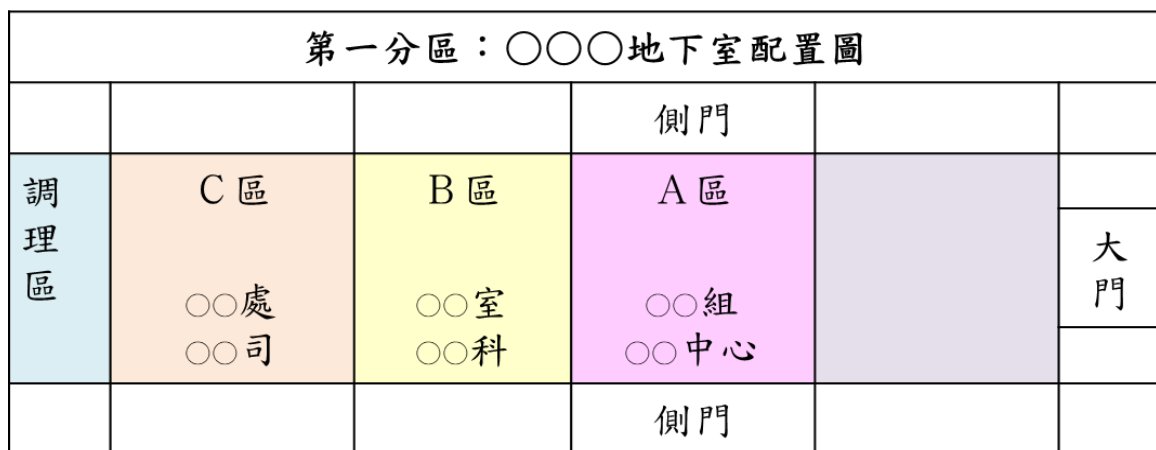 第一分區：○○○地下室配置圖
側門
調理區
C區
○○處
○○司
B區
○○室
○○科
A區
○○組
○○中心
大門
側門